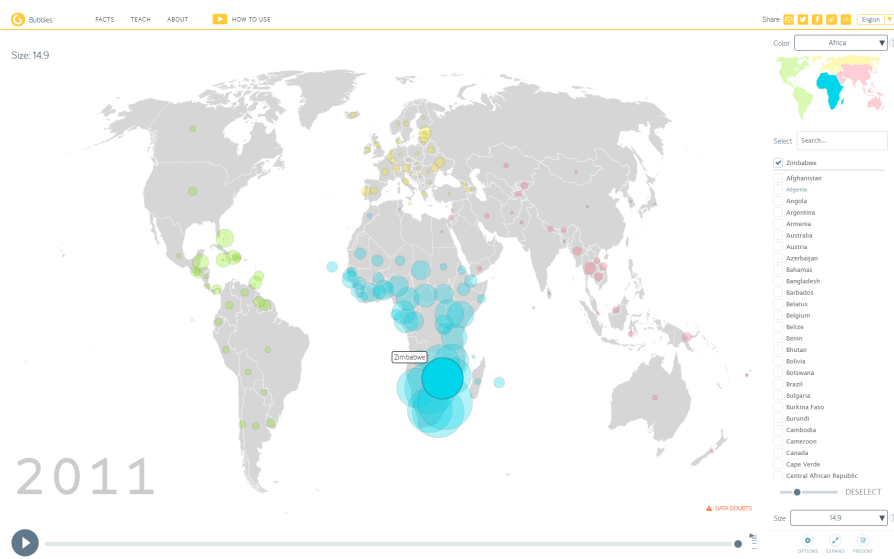 Bubbles
FACTS
TEACH
ABOUT
HOW TO USE
Share
English
Size: 14.9
Color
Africa
Select
Search...
Zimbabwe
Afghanistan
Algeria
Angola
Argentina
Armenia
Australia
Austria
Azerbaijan
Bahamas
Bangladesh
Barbados
Belarus
Belgium
Belize
Benin
Bhutan
Bolivia
Botswana
Brazil
Bulgaria
Burkina Faso
Burundi
Cambodia
Cameroon
Canada
Cape Verde
Central African Republic
DESELECT
Zimbabwe
2011
DATA DOUBTS
Size
14.9
OPTIONS
EXPAND
PRESENT